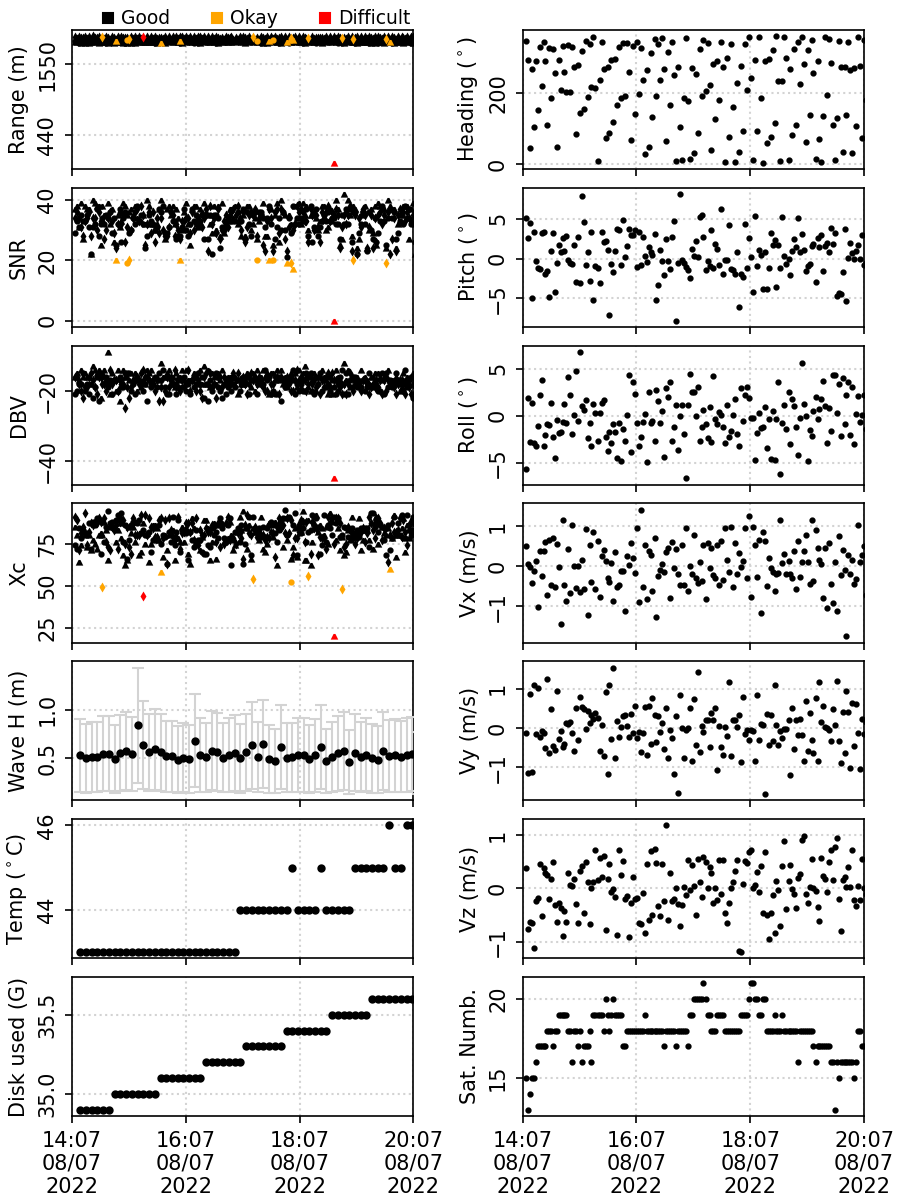 Good Okay Difficult
Range (m)
1550
440
Heading (°)
200
0
SNR
40
20
0
Pitch (°)
5
0
−5
DBV
−20
−40
Roll (°)
5
0
−5
Xc
75
50
25
Vx (m/s)
1
0
−1
Wave H (m)
1.0
0.5
Vy (m/s)
1
0
−1
Temp (°C)
46
44
Vz (m/s)
1
0
−1
Disk used (G)
35.5
35.0
Sat. Numb.
20
15
14:07 16:07 18:07 20:07 14:07 16:07 18:07 20:07
08/07 08/07 08/07 08/07 08/07 08/07 08/07 08/07
2022 2022 2022 2022 2022 2022 2022 2022